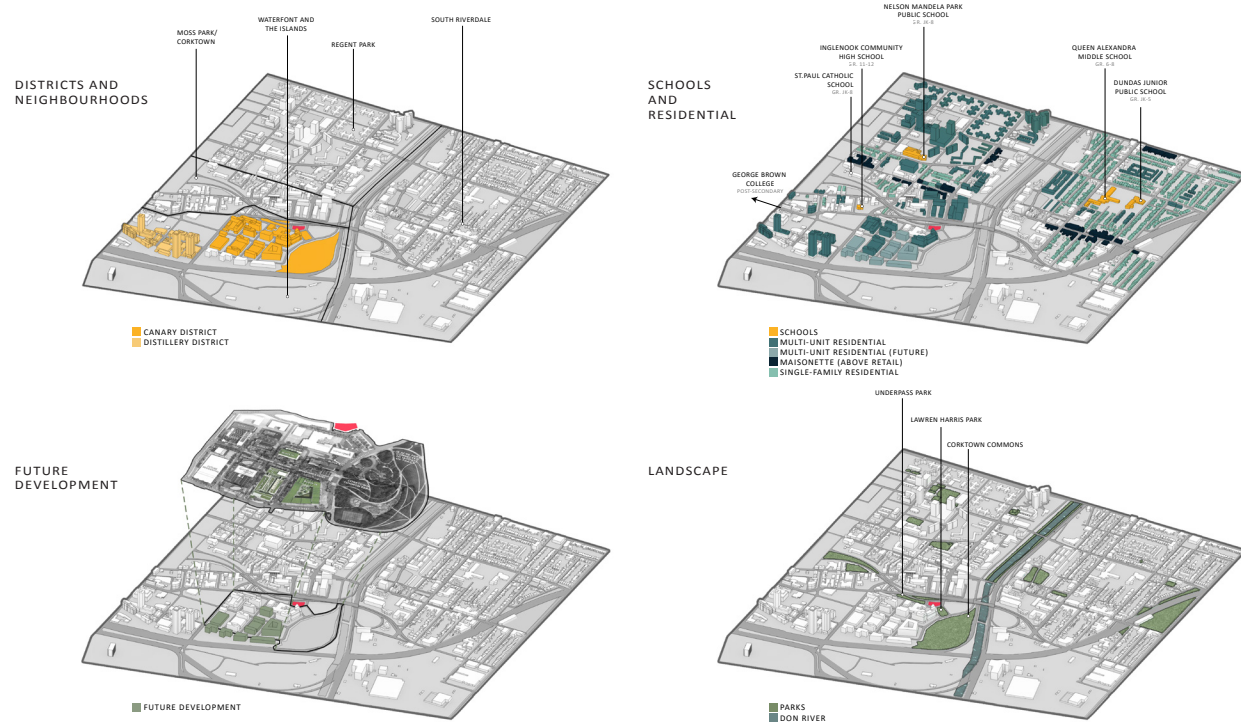 DISTRICTS AND
NEIGHBOURHOODS
MOSS PARK/
CORKTOWN
WATERFONT AND
THE ISLANDS
REGENT PARK
SOUTH RIVERDALE
CANARY DISTRICT
DISTILLERY DISTRICT
SCHOOLS
AND
RESIDENTIAL
NELSON MANDELA PARK
PUBLIC SCHOOL
GR. JK-8
INGLENOOK COMMUNITY
HIGH SCHOOL
GR. 11-12
ST.PAUL CATHOLIC
SCHOOL
GR. JK-8
QUEEN ALEXANDRA
MIDDLE SCHOOL
GR. 6-8
DUNDAS JUNIOR
PUBLIC SCHOOL
GR. JK-5
GEORGE BROWN
COLLEGE
POST-SECONDARY
SCHOOLS
MULTI-UNIT RESIDENTIAL
MULTI-UNIT RESIDENTIAL (FUTURE)
MAISONETTE (ABOVE RETAIL)
SINGLE-FAMILY RESIDENTIAL
FUTURE
DEVELOPMENT
FUTURE DEVELOPMENT
LANDSCAPE
UNDERPASS PARK
LAWREN HARRIS PARK
CORKTOWN COMMONS
PARKS
DON RIVER